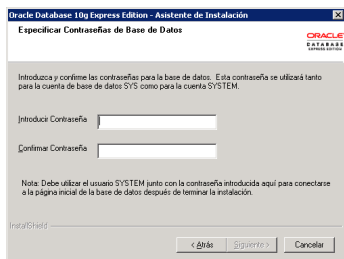 Oracle Database 10g Express Edition - Asistente de Instalación
Especificar Contraseñas de Base de Datos
ORACLE
DATABASE
EXPRESS EDITION
Introduzca y confirme las contraseñas para la base de datos. Esta contraseña se utilizará tanto
para la cuenta de base de datos SYS como para la cuenta SYSTEM.
Introducir Contraseña
Confirmar Contraseña
Nota: Debe utilizar el usuario SYSTEM junto con la contraseña introducida aquí para conectarse
a la página inicial de la base de datos después de terminar la instalación.
InstallShield
< Atrás
Siguiente >
Cancelar